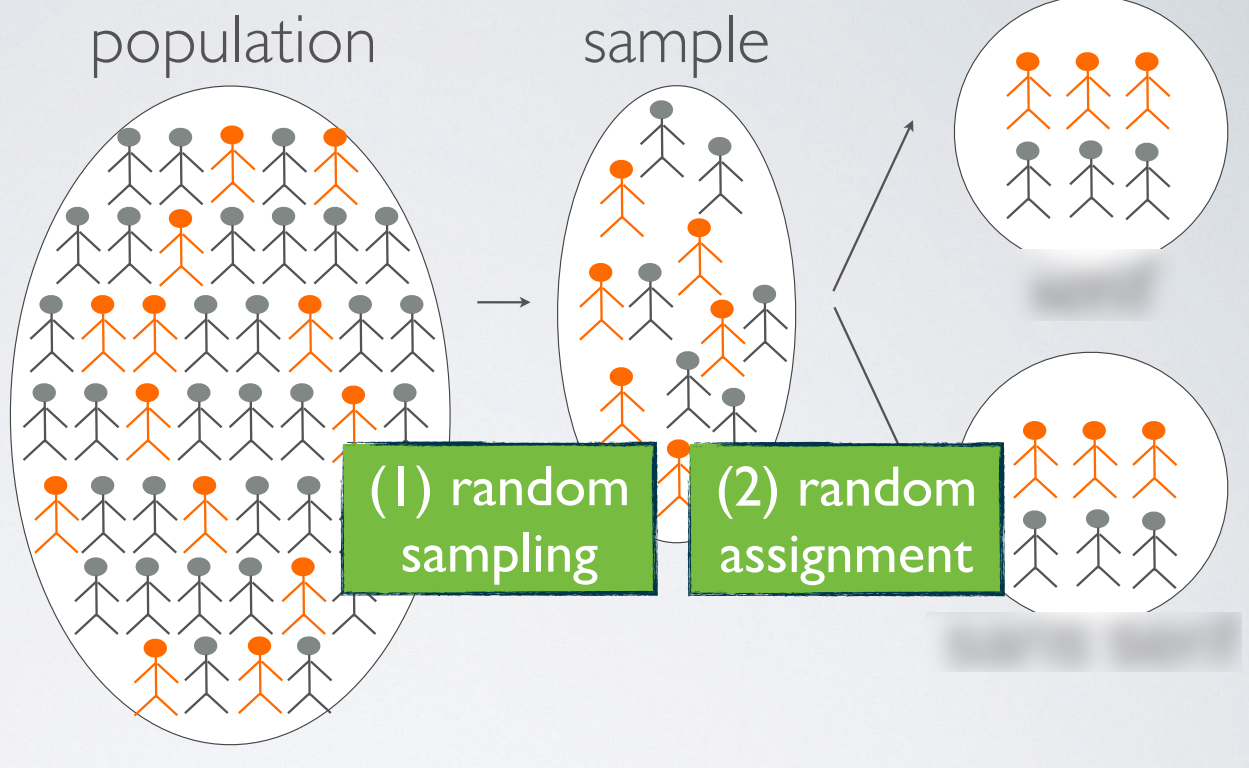 population
sample
(1) random
sampling
(2) random
assignment